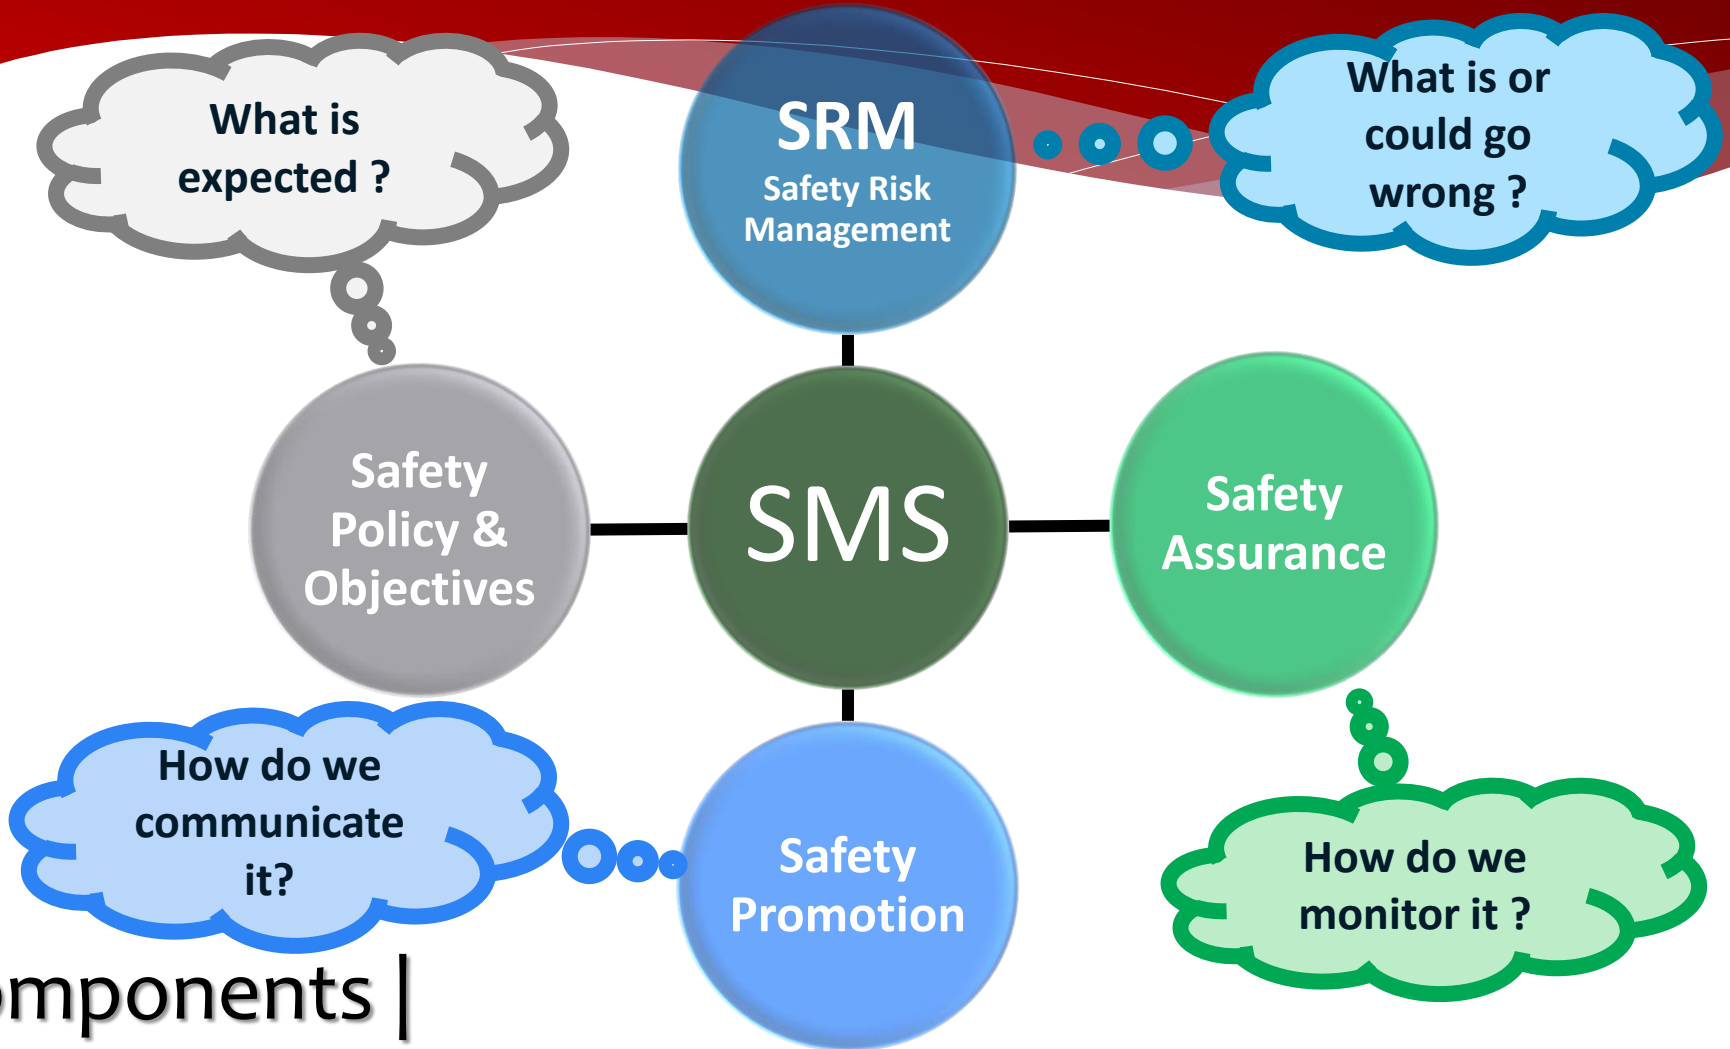 What is
expected ?
SRM
Safety Risk
Management
What is or
could go
wrong ?
Safety
Policy &
Objectives
SMS
Safety
Assurance
How do we
communicate
it?
Safety
Promotion
How do we
monitor it ?
omponents |